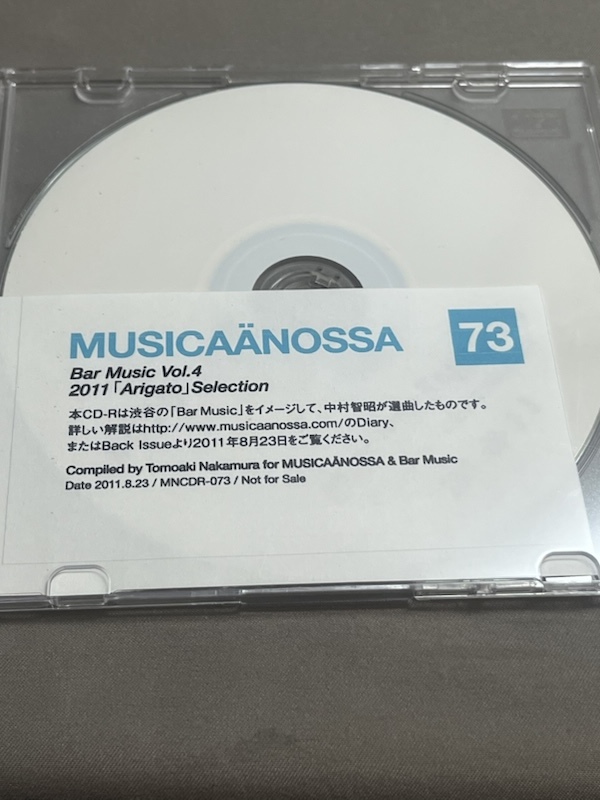 MUSICAÄNOSSA
73
Bar Music Vol.4
2011「Arigato」Selection
本CD-Rは渋谷の「Bar Music」をイメージして、中村智昭が選曲したものです。
詳しい解説はhttp://www.musicaanossa.com/のDiary、
またはBack Issueより2011年8月23日をご覧ください。
Compiled by Tomoaki Nakamura for MUSICAÄNOSSA & Bar Music
Date 2011.8.23 / MNCDR-073 / Not for Sale